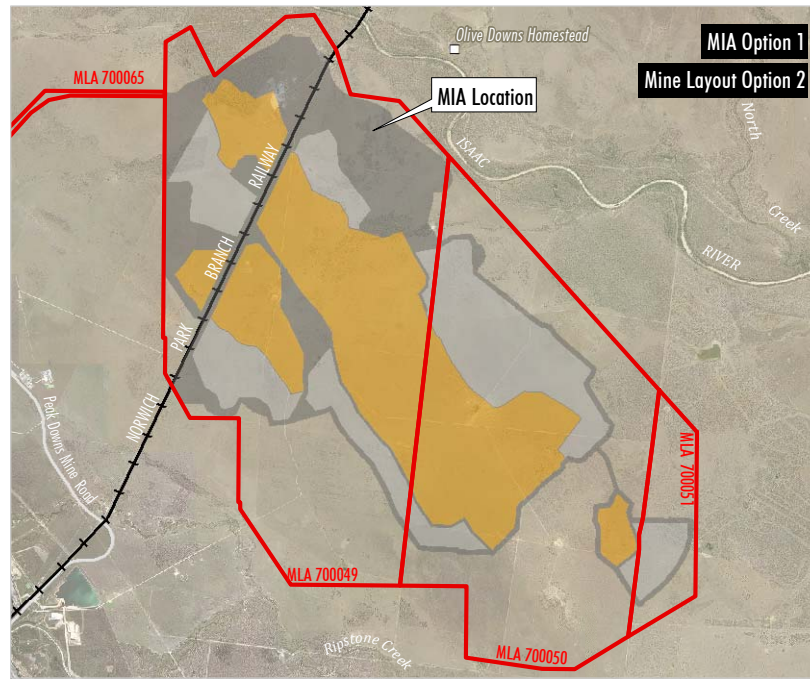 Olive Downs Homestead
MIA Option 1
Mine Layout Option 2
MLA 700065
MIA Location
North
Creek
ISAAC
RIVER
RAILWAY
BRANCH
PARK
NORWICH
Peak Downs Mine Road
MLA 700051
MLA 700049
MLA 700050
Ripstone Creek